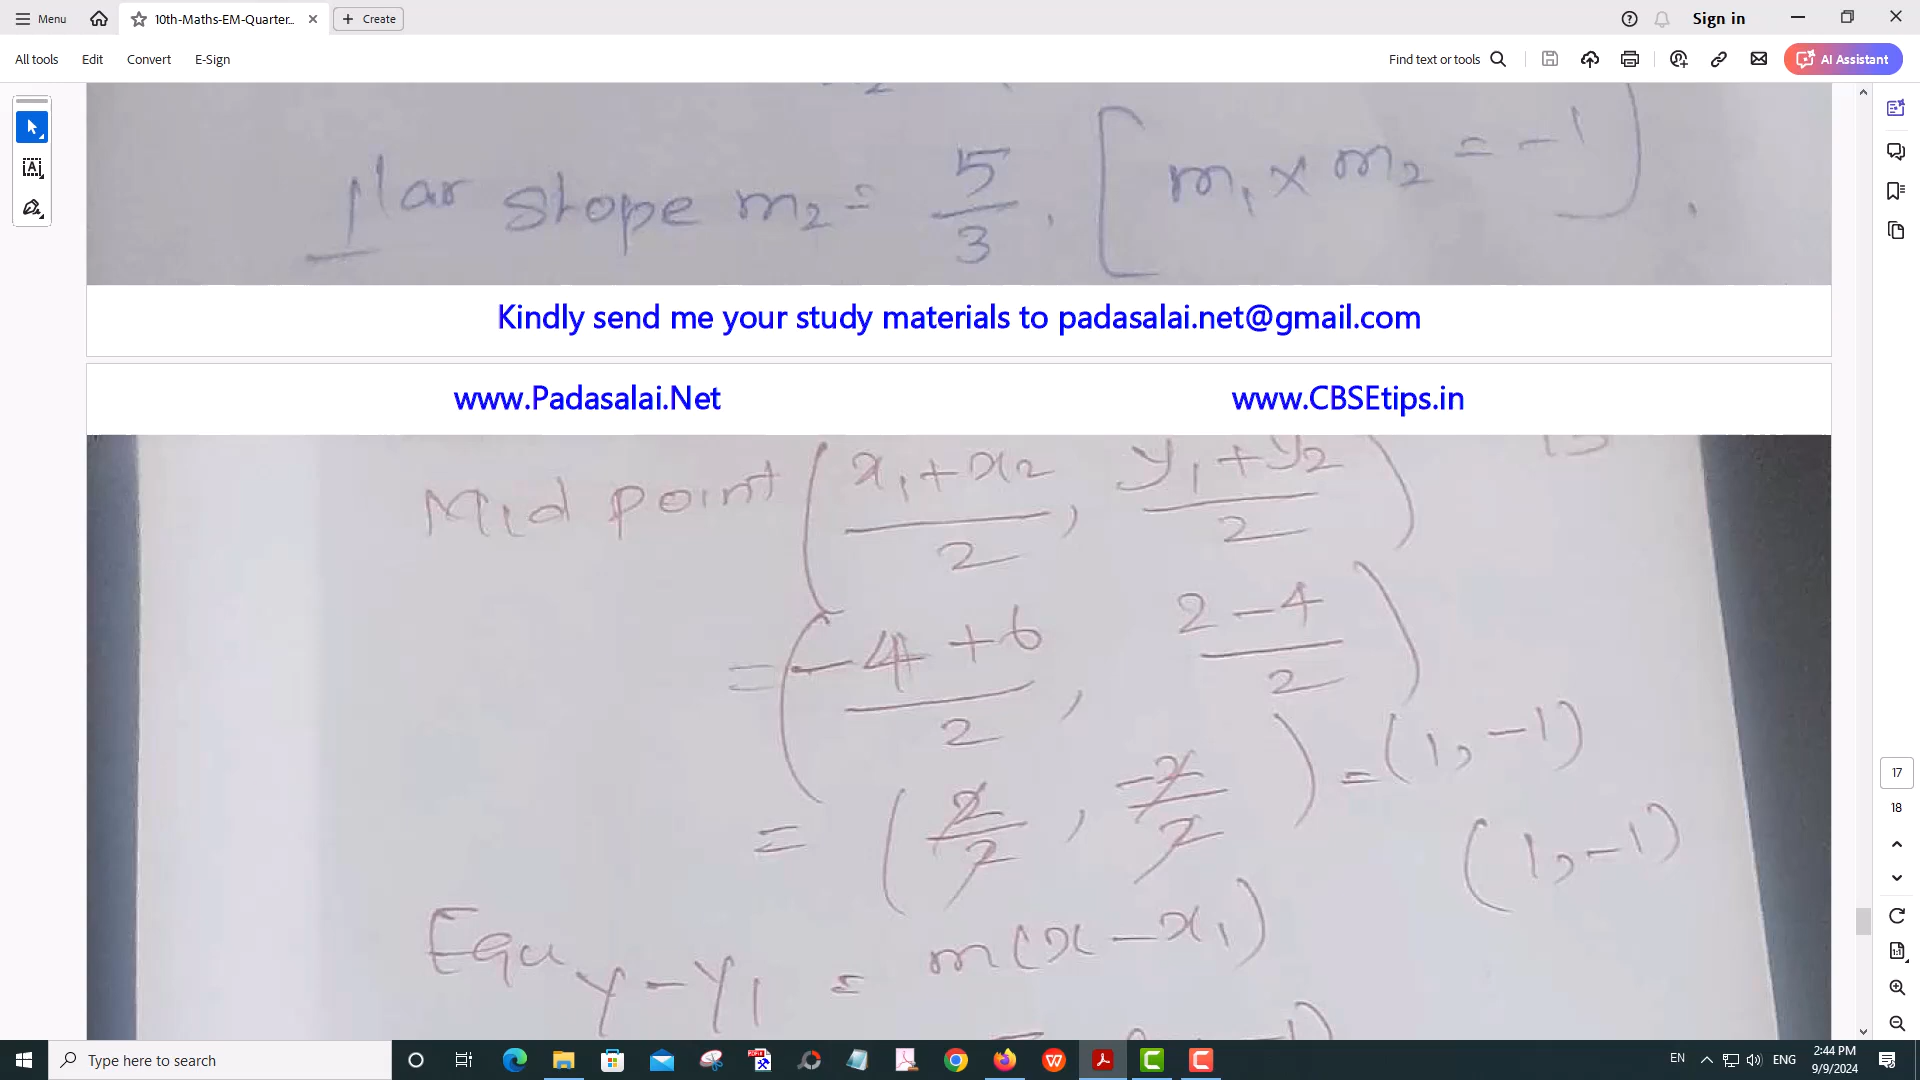 Menu
10th-Maths-EM-Quarter...
Create
Sign in
All tools
Edit
Convert
E-Sign
Find text or tools
AI Assistant
⊥lar slope m₂ = 5/3. [m₁ × m₂ = -1].
Kindly send me your study materials to padasalai.net@gmail.com
www.Padasalai.Net www.CBSEtips.in
Mid point (x₁+x₂/2, y₁+y₂/2)
= (-4+6/2, 2-4/2)
= (2/2, -2/2) = (1, -1)
(1, -1)
Equ y-y₁ = m(x-x₁)
17
18
Type here to search
EN
ENG
2:44 PM
9/9/2024